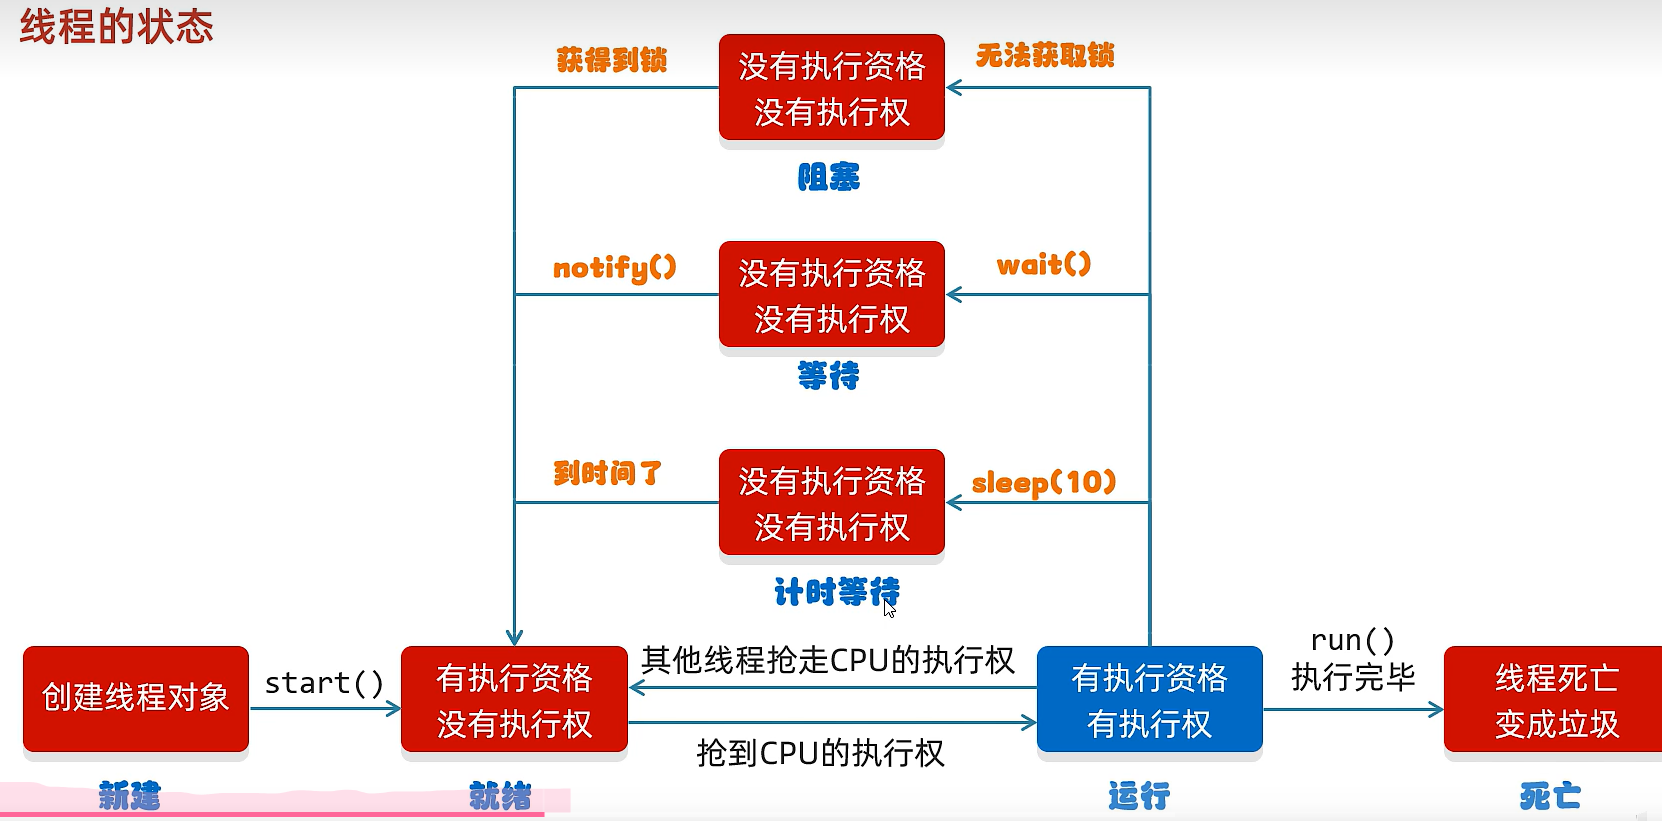 线程的状态
获得到锁
没有执行资格
没有执行权
无法获取锁
阻塞
notify()
没有执行资格
没有执行权
wait()
等待
到时间了
没有执行资格
没有执行权
sleep(10)
计时等待
创建线程对象
start()
有执行资格
没有执行权
其他线程抢走CPU的执行权
抢到CPU的执行权
有执行资格
有执行权
run()
执行完毕
线程死亡
变成垃圾
新建
就绪
运行
死亡